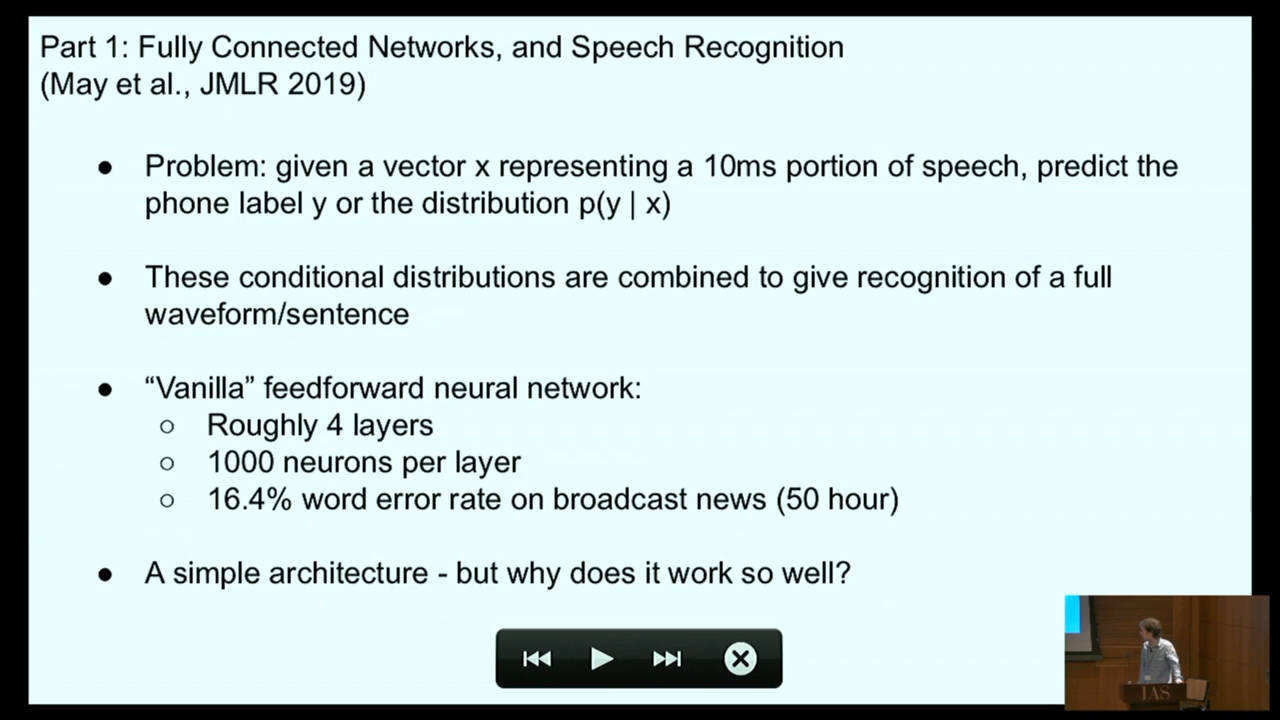 Part 1: Fully Connected Networks, and Speech Recognition
(May et al., JMLR 2019)
● Problem: given a vector x representing a 10ms portion of speech, predict the
phone label y or the distribution p(y | x)
● These conditional distributions are combined to give recognition of a full
waveform/sentence
● “Vanilla” feedforward neural network:
○ Roughly 4 layers
○ 1000 neurons per layer
○ 16.4% word error rate on broadcast news (50 hour)
● A simple architecture - but why does it work so well?
IAS